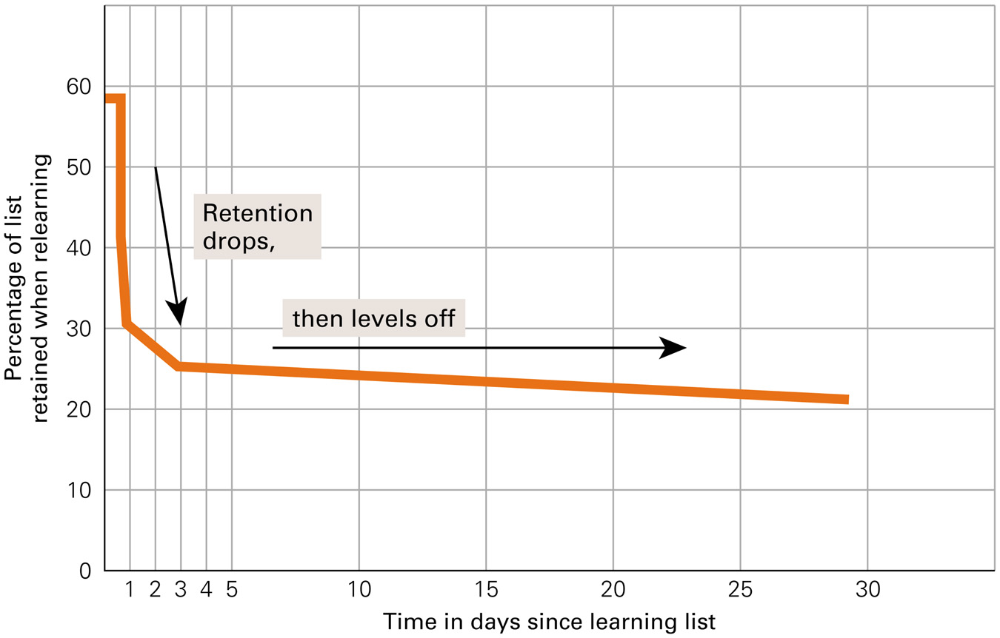 Percentage of list
retained when relearning
60
50
40
30
20
10
0
Retention
drops,
then levels off
1 2 3 4 5 10 15 20 25 30
Time in days since learning list